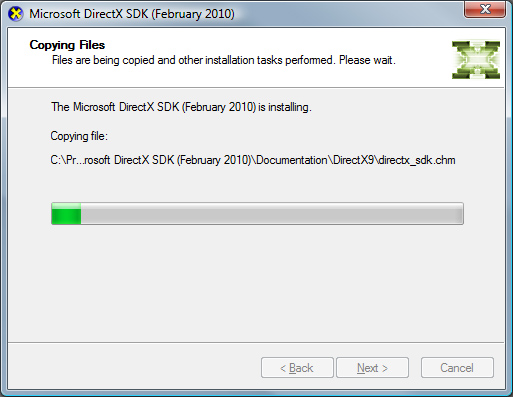 Microsoft DirectX SDK (February 2010)
Copying Files
Files are being copied and other installation tasks performed. Please wait.
The Microsoft DirectX SDK (February 2010) is installing.
Copying file:
C:\Pr...rosoft DirectX SDK (February 2010)\Documentation\DirectX9\directx_sdk.chm
< Back Next > Cancel